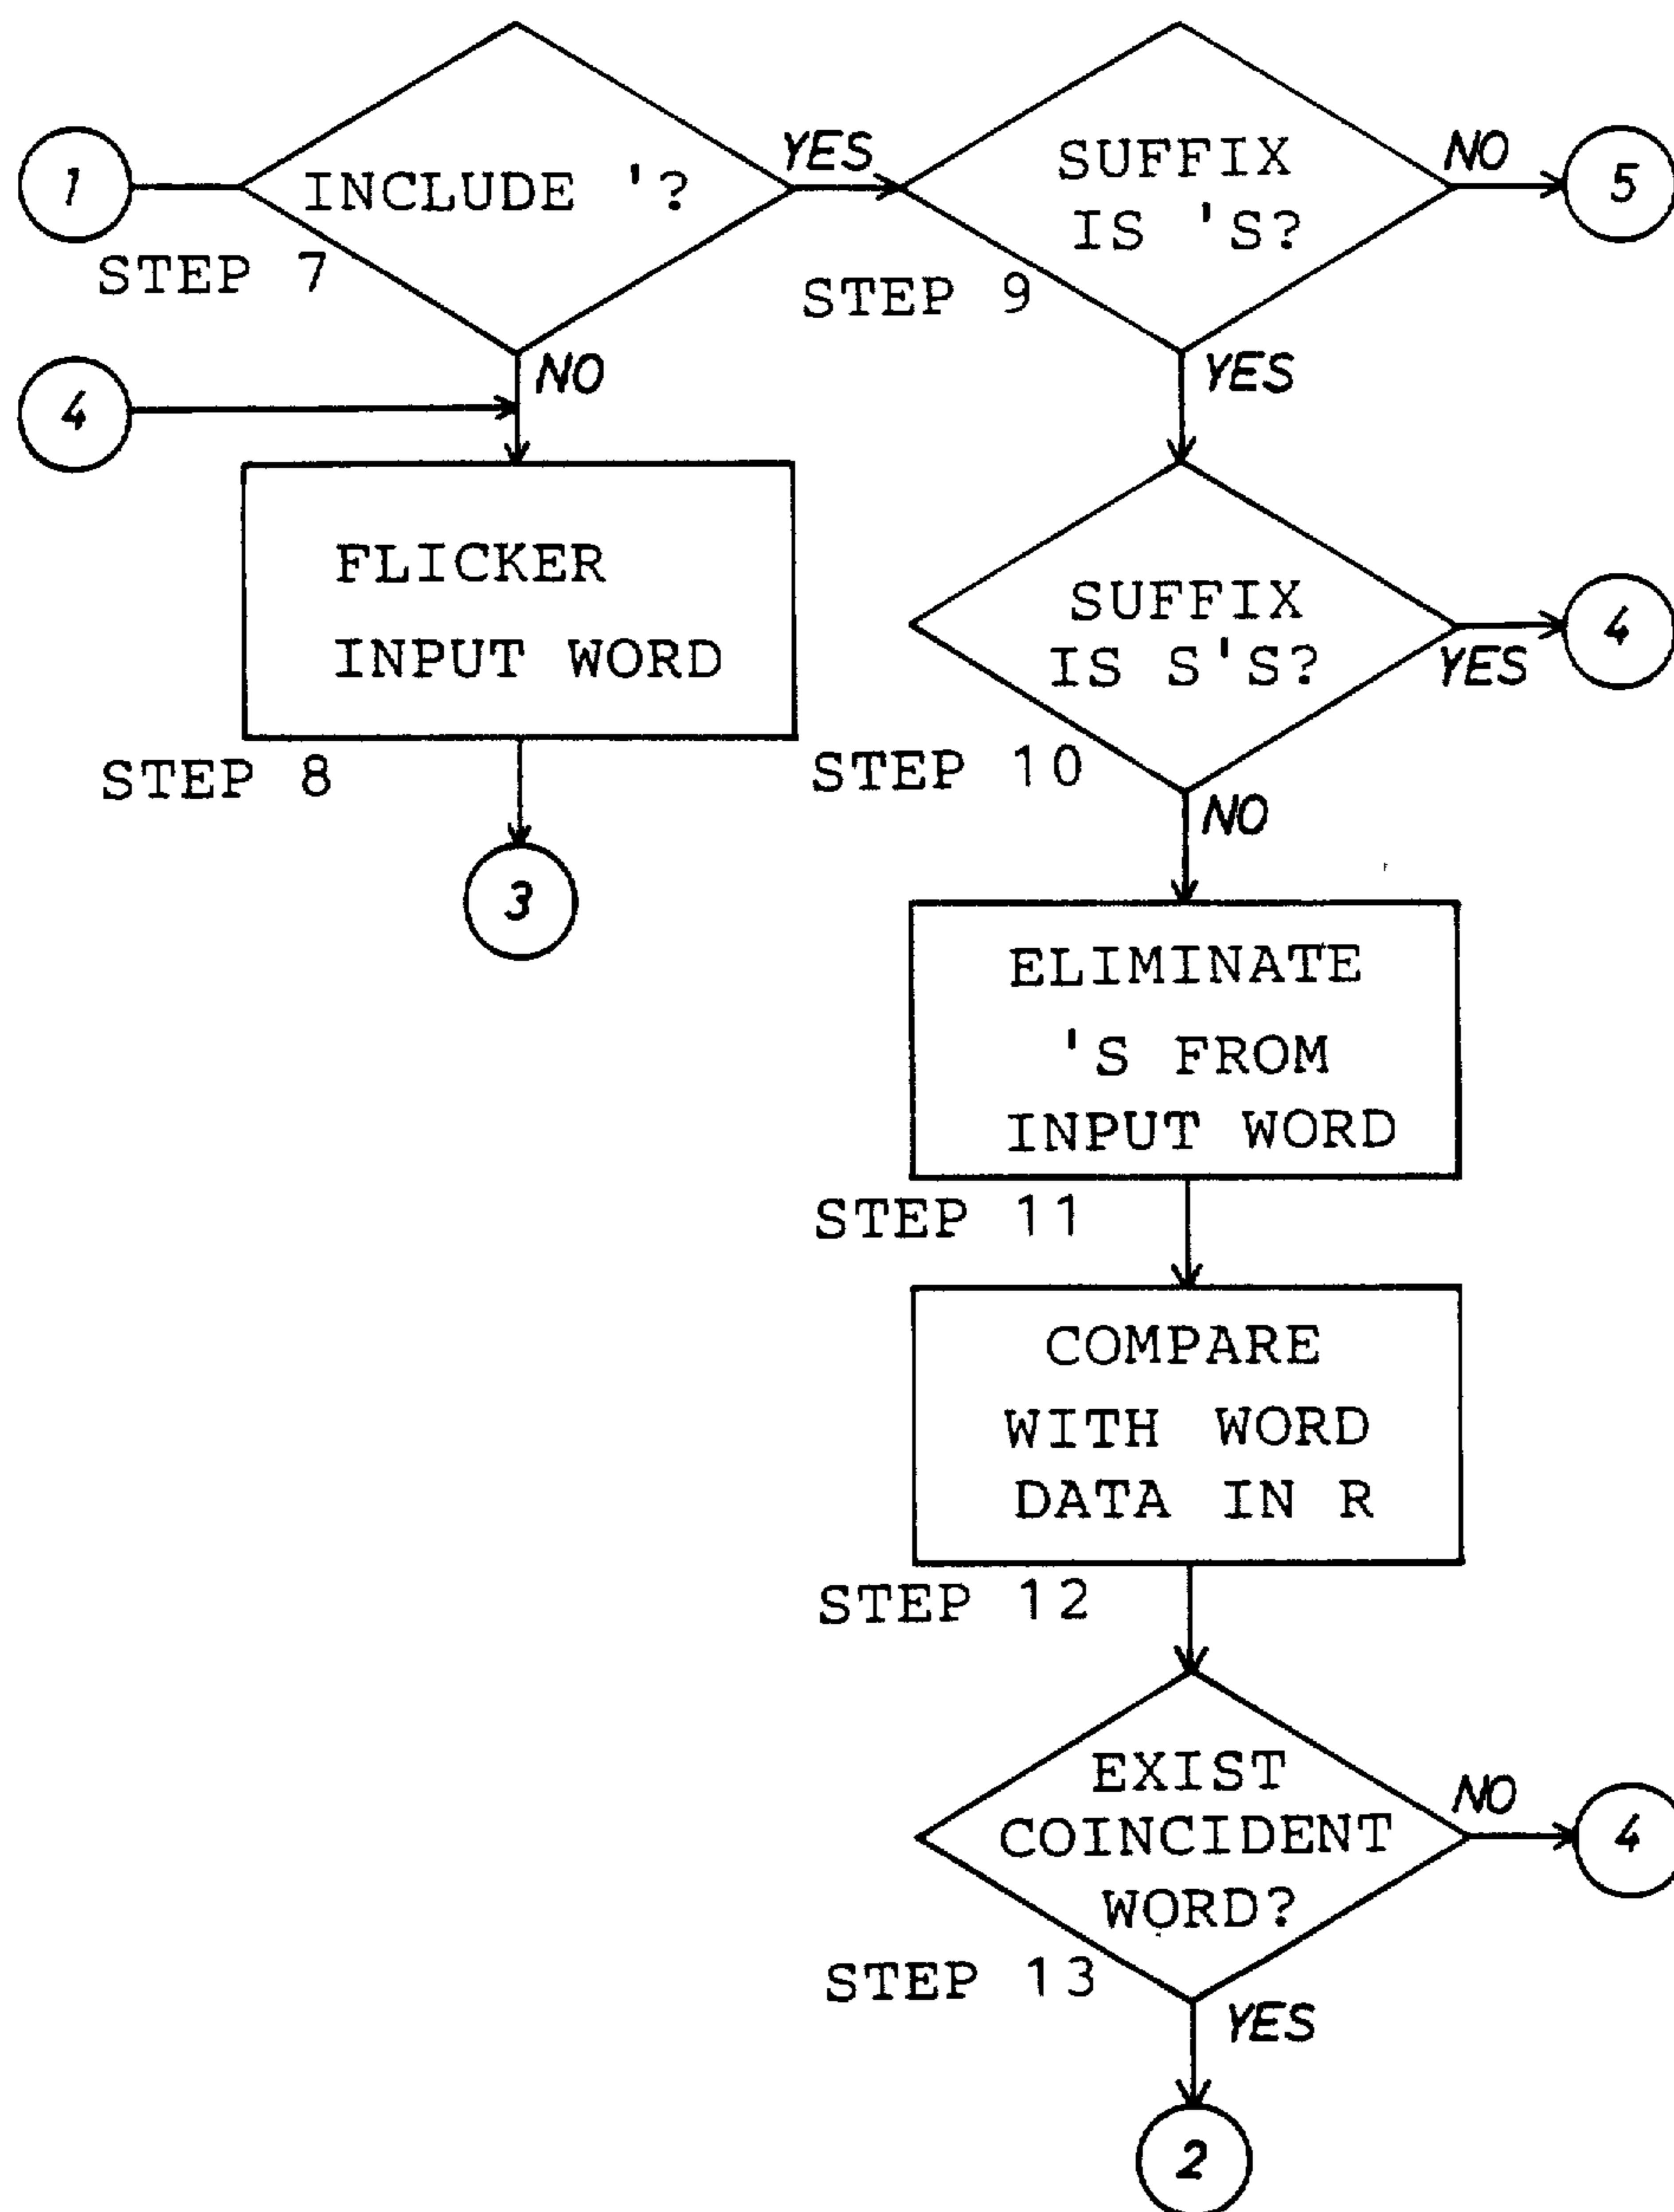 1
INCLUDE '?
YES
STEP 7
SUFFIX
IS 'S?
NO
5
STEP 9
NO
4
YES
FLICKER
INPUT WORD
STEP 8
3
SUFFIX
IS S'S?
YES
4
STEP 10
NO
ELIMINATE
'S FROM
INPUT WORD
STEP 11
COMPARE
WITH WORD
DATA IN R
STEP 12
EXIST
COINCIDENT
WORD?
NO
4
STEP 13
YES
2